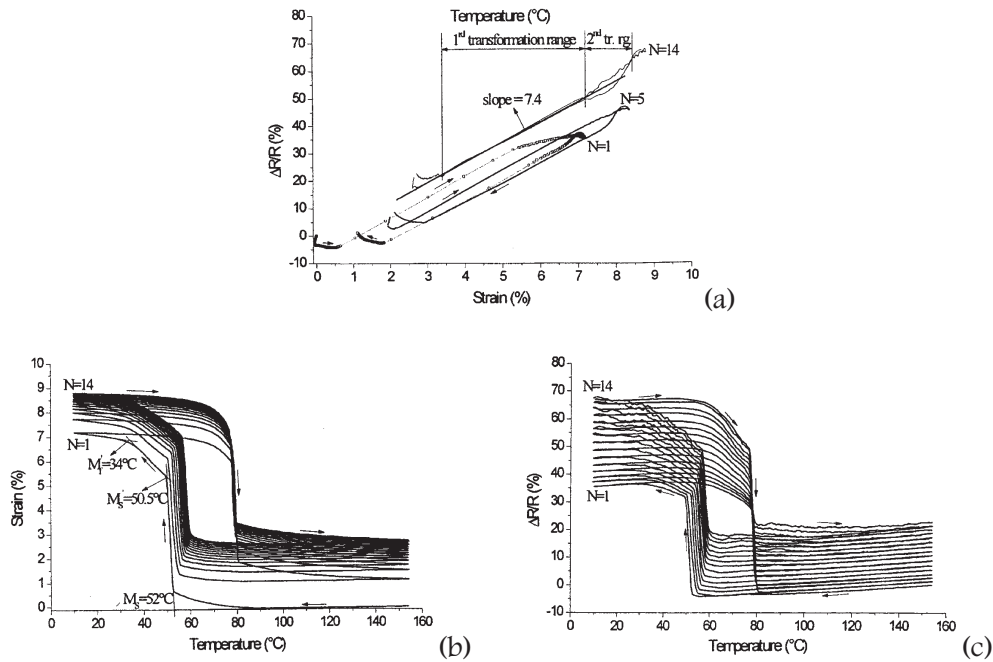 Temperature (°C)
80
1rd transformation range
2nd tr. rg
70
N=14
60
50
slope=7.4
N=5
40
N=1
30
20
10
0
-10
ΔR/R (%)
0 1 2 3 4 5 6 7 8 9 10
Strain (%)
(a)
10
9
N=14
8
7
N=1
6
Mf'=34°C
5
Ms'=50.5°C
4
3
2
1
Ms=52°C
0
Strain (%)
0 20 40 60 80 100 120 140 160
Temperature (°C)
(b)
80
70
N=14
60
50
40
N=1
30
20
10
0
-10
ΔR/R (%)
0 20 40 60 80 100 120 140 160
Temperature (°C)
(c)